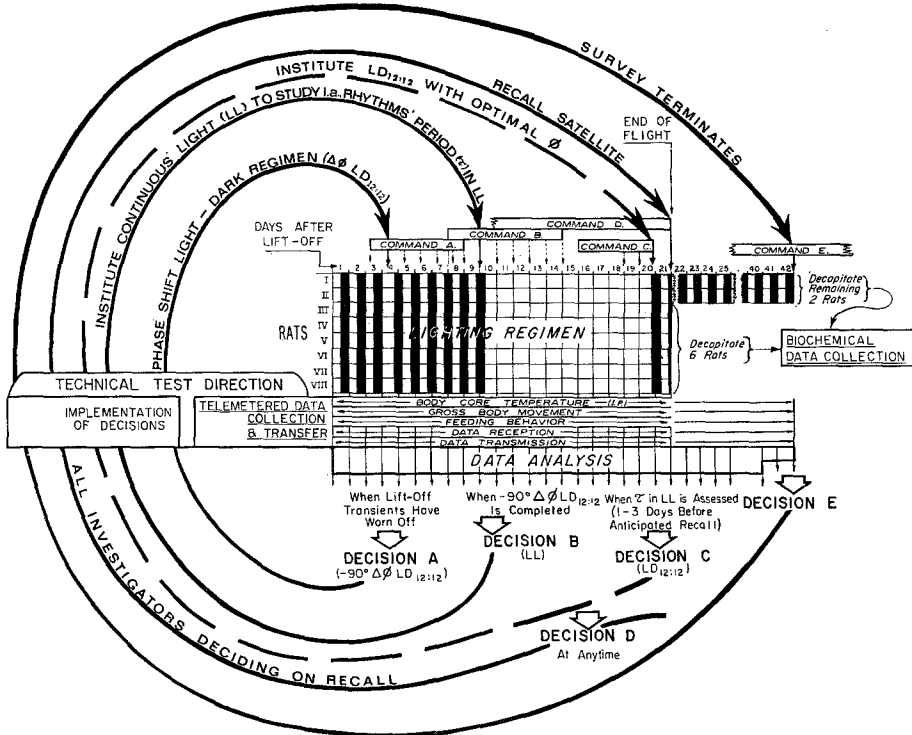 SURVEY TERMINATES
RECALL SATELLITE
INSTITUTE LD12:12 WITH OPTIMAL Ø
INSTITUTE CONTINUOUS LIGHT (LL) TO STUDY i.a., RHYTHMS' PERIOD (τ) IN LL
PHASE SHIFT LIGHT - DARK REGIMEN (ΔØ LD12:12)
END OF
FLIGHT
DAYS AFTER
LIFT-OFF
COMMAND D.
COMMAND B.
COMMAND A.
COMMAND C.
COMMAND E.
1 2 3 4 5 6 7 8 9 10 11 12 13 14 15 16 17 18 19 20 21 22 23 24 25 40 41 42
I
II
III
IV
V
VI
VII
VIII
RATS
LIGHTING REGIMEN
Decapitate
Remaining
2 Rats
Decapitate
6 Rats
BIOCHEMICAL
DATA COLLECTION
TECHNICAL TEST DIRECTION
IMPLEMENTATION
OF DECISIONS
TELEMETERED DATA
COLLECTION
& TRANSFER
BODY CORE TEMPERATURE - (I.P.)
GROSS BODY MOVEMENT
FEEDING BEHAVIOR
DATA RECEPTION
DATA TRANSMISSION
DATA ANALYSIS
When Lift-Off
Transients Have
Worn Off
DECISION A
(-90° ΔØ LD 12:12)
When -90° ΔØ LD12:12
Is Completed
DECISION B
(LL)
When τ in LL is Assessed
(1-3 Days Before
Anticipated Recall)
DECISION C
(LD12:12)
DECISION D
At Anytime
DECISION E
ALL INVESTIGATORS DECIDING ON RECALL